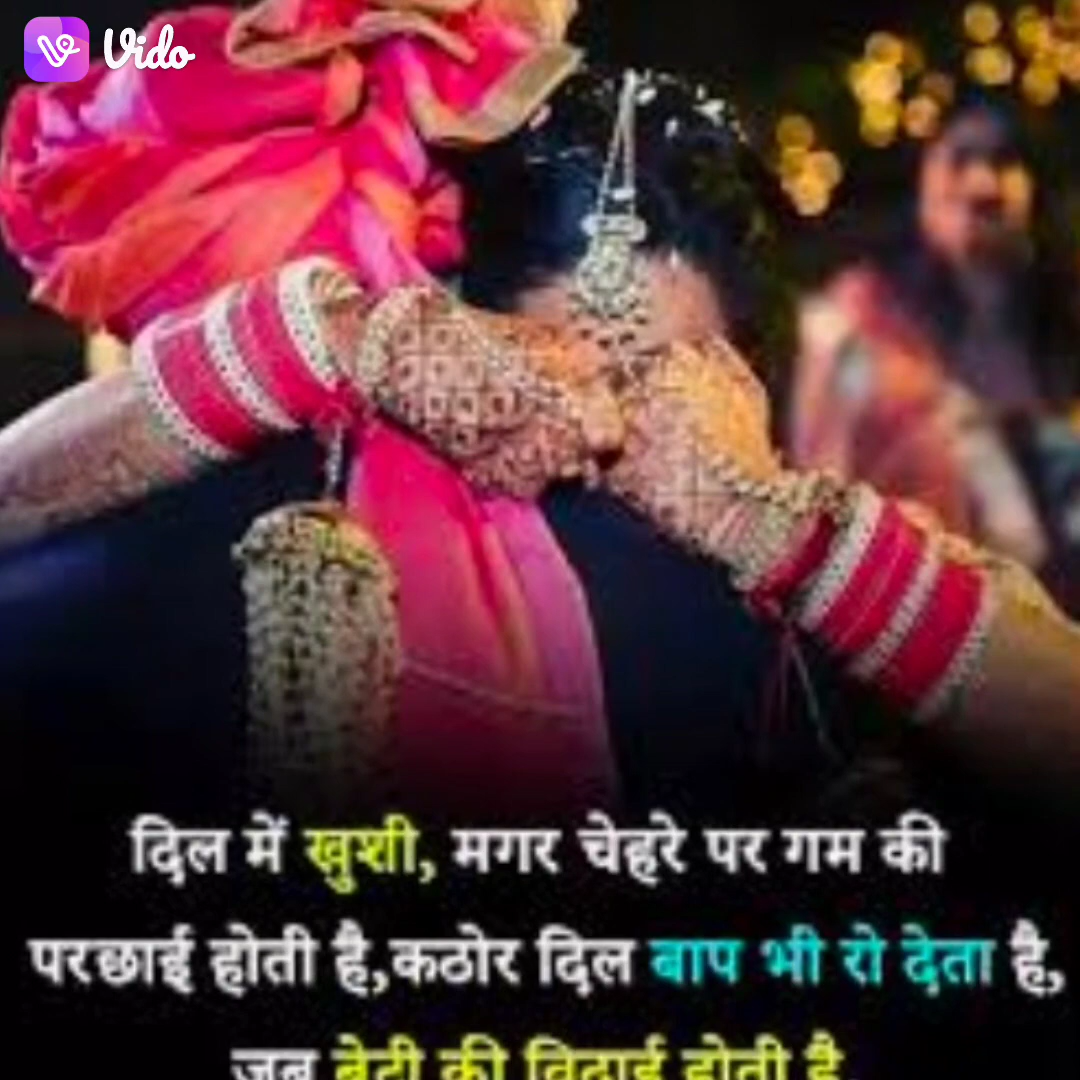 Vido
दिल में खुशी, मगर चेहरे पर गम की
परछाई होती है,कठोर दिल बाप भी रो देता है,
जब बेटी की विदाई होती है